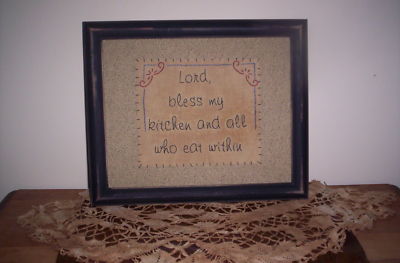 Lord,
bless my
kitchen and all
who eat within